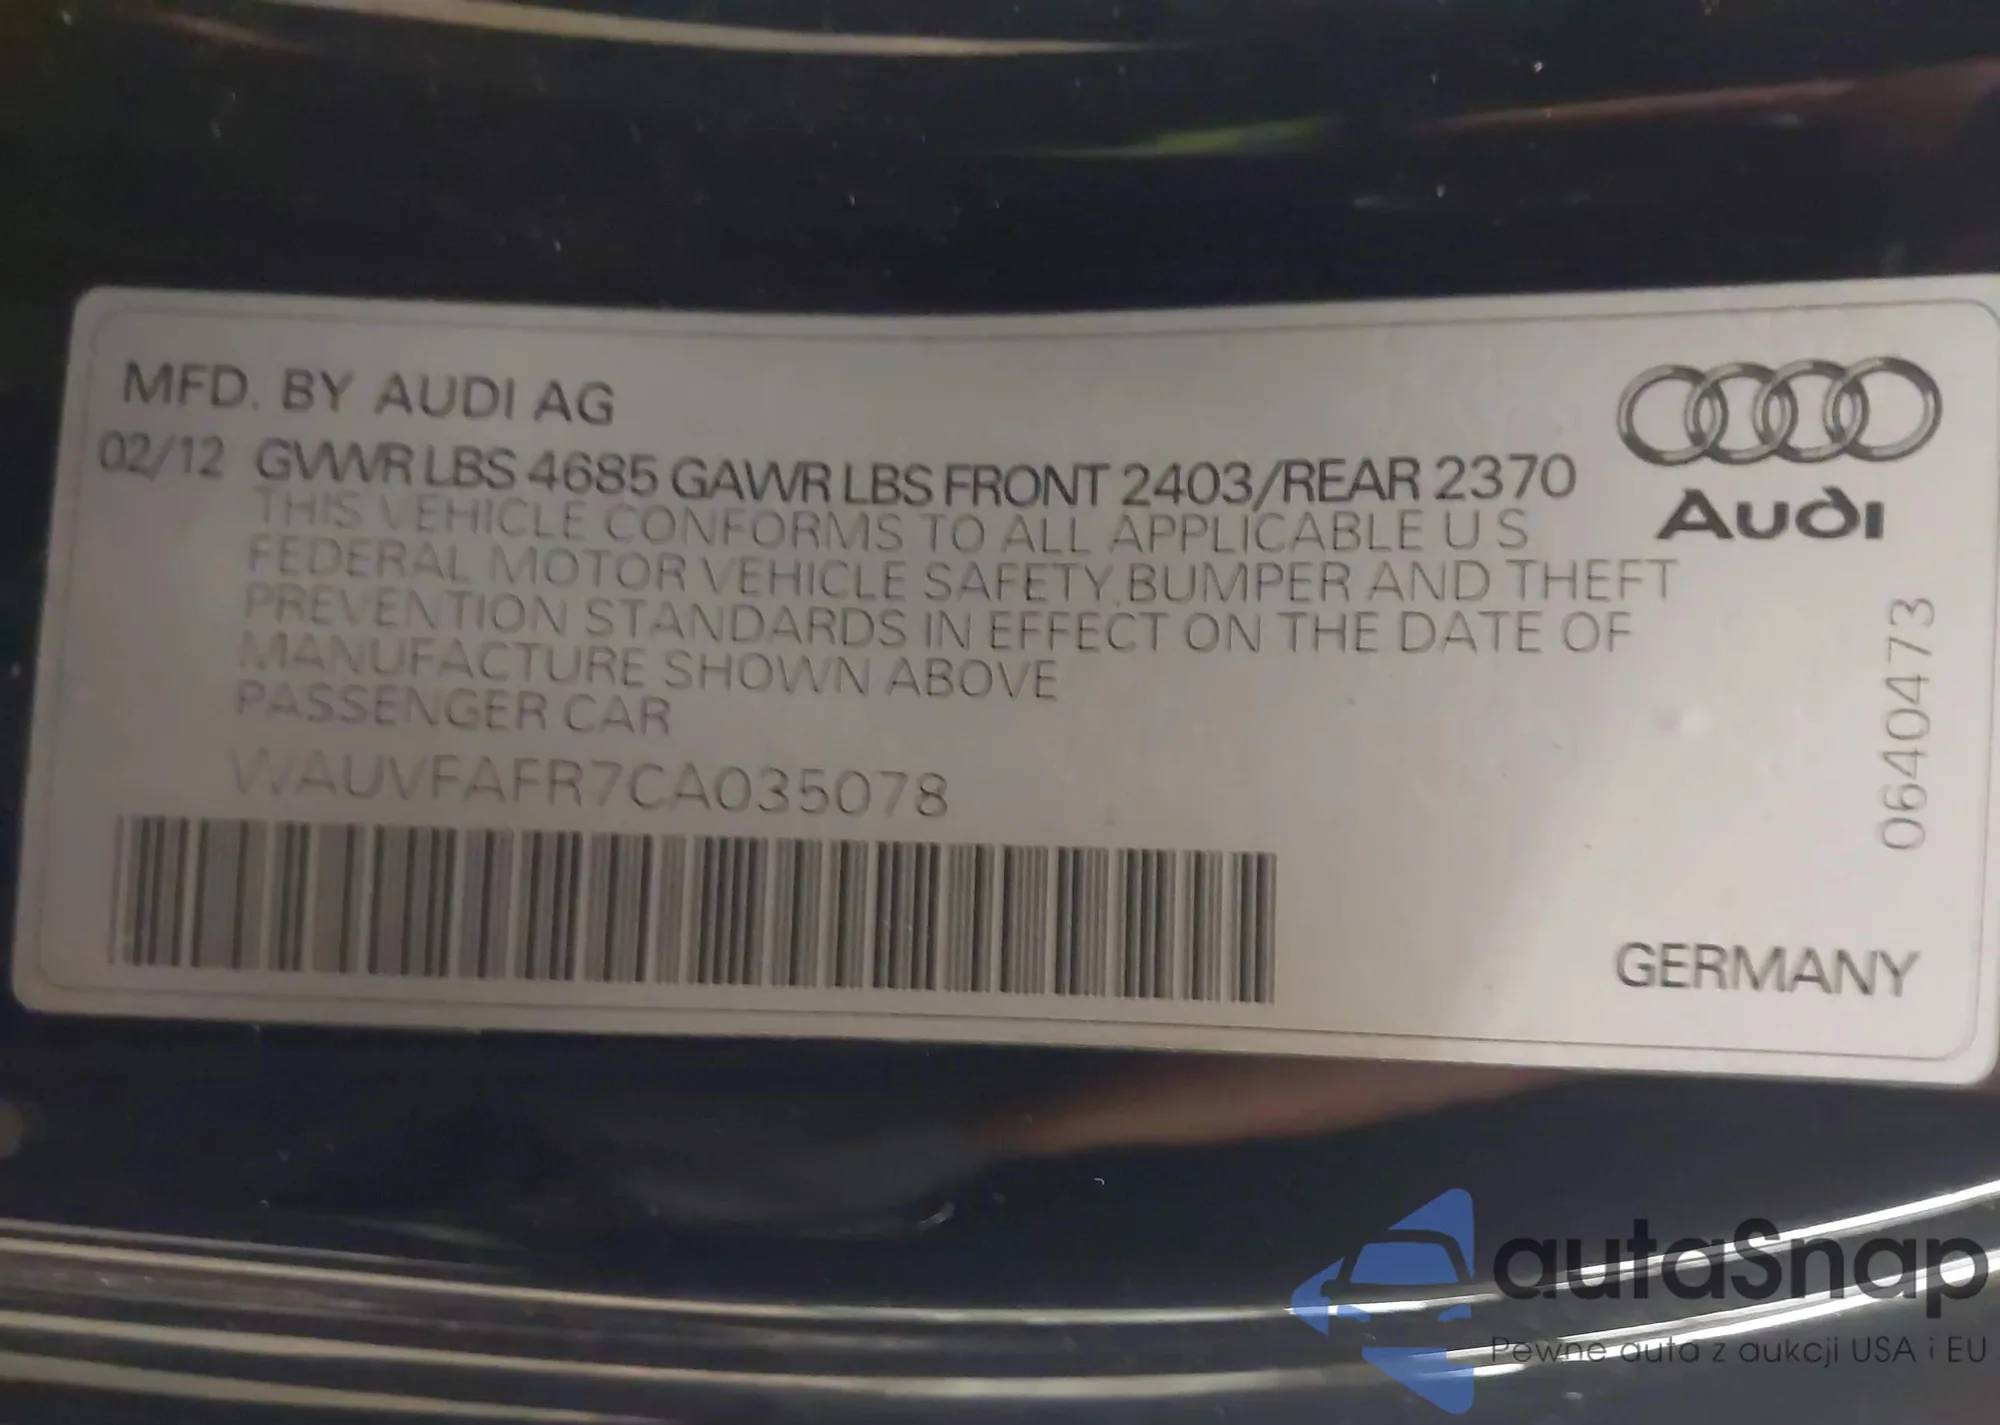 MFD. BY AUDI AG
02/12 GVWR LBS 4685 GAWR LBS FRONT 2403/REAR 2370
THIS VEHICLE CONFORMS TO ALL APPLICABLE U S
FEDERAL MOTOR VEHICLE SAFETY, BUMPER AND THEFT
PREVENTION STANDARDS IN EFFECT ON THE DATE OF
MANUFACTURE SHOWN ABOVE
PASSENGER CAR
WAUVFAFR7CA035078
Audi
0640473
GERMANY
autaSnap
Pewne auta z aukcji USA i EU